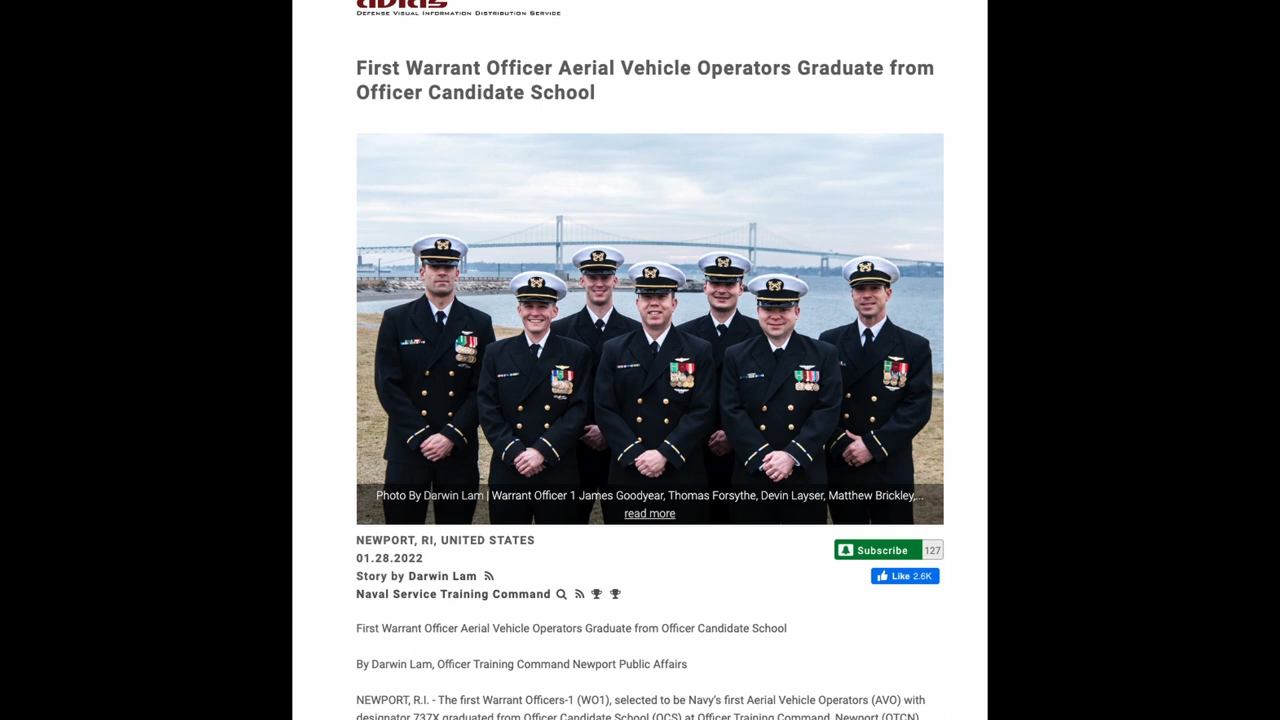 dvids
DEFENSE VISUAL INFORMATION DISTRIBUTION SERVICE
First Warrant Officer Aerial Vehicle Operators Graduate from
Officer Candidate School
Photo By Darwin Lam | Warrant Officer 1 James Goodyear, Thomas Forsythe, Devin Layser, Matthew Brickley,...
read more
NEWPORT, RI, UNITED STATES
01.28.2022
Story by Darwin Lam
Naval Service Training Command
Subscribe 127
Like 2.6K
First Warrant Officer Aerial Vehicle Operators Graduate from Officer Candidate School
By Darwin Lam, Officer Training Command Newport Public Affairs
NEWPORT, R.I. - The first Warrant Officers-1 (WO1), selected to be Navy's first Aerial Vehicle Operators (AVO) with
designator 737X graduated from Officer Candidate School (OCS) at Officer Training Command, Newport (OTCN)